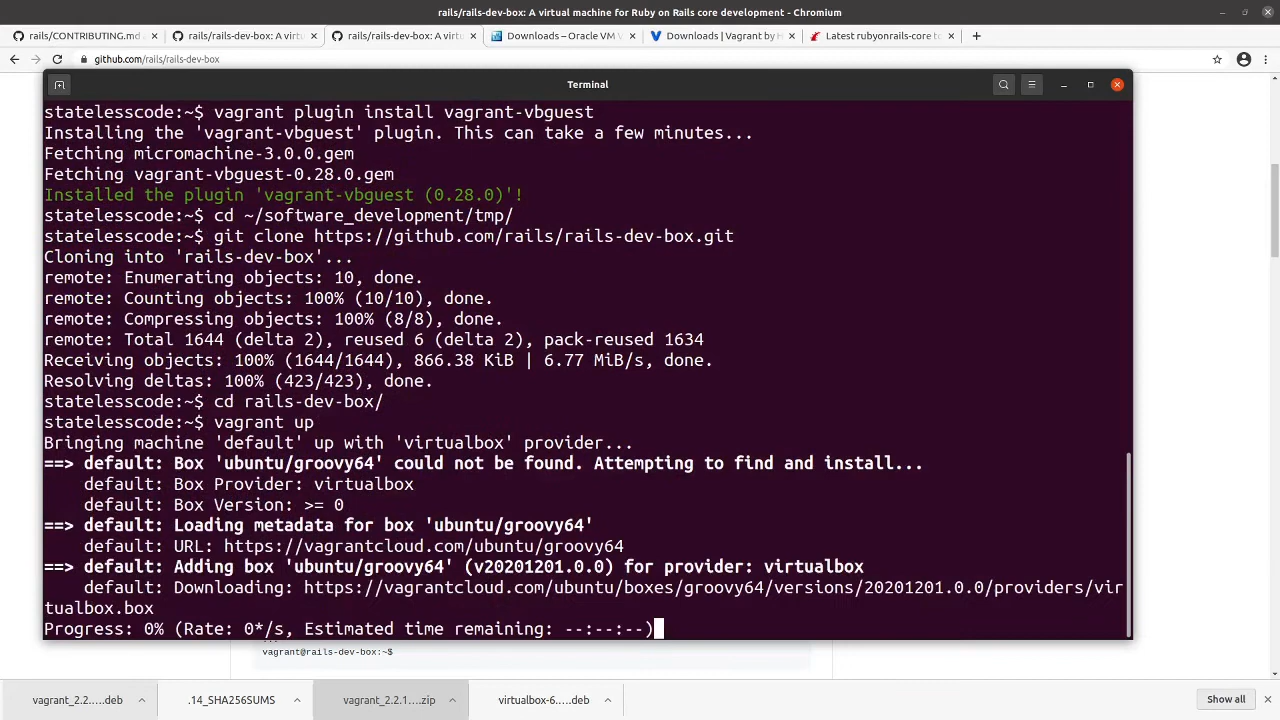 rails/rails-dev-box: A virtual machine for Ruby on Rails core development - Chromium
rails/CONTRIBUTING.md a
rails/rails-dev-box: A virtu
rails/rails-dev-box: A virtu
Downloads – Oracle VM V
Downloads | Vagrant by H
Latest rubyonrails-core to
github.com/rails/rails-dev-box
Terminal
statelesscode:~$ vagrant plugin install vagrant-vbguest
Installing the 'vagrant-vbguest' plugin. This can take a few minutes...
Fetching micromachine-3.0.0.gem
Fetching vagrant-vbguest-0.28.0.gem
Installed the plugin 'vagrant-vbguest (0.28.0)'!
statelesscode:~$ cd ~/software_development/tmp/
statelesscode:~$ git clone https://github.com/rails/rails-dev-box.git
Cloning into 'rails-dev-box'...
remote: Enumerating objects: 10, done.
remote: Counting objects: 100% (10/10), done.
remote: Compressing objects: 100% (8/8), done.
remote: Total 1644 (delta 2), reused 6 (delta 2), pack-reused 1634
Receiving objects: 100% (1644/1644), 866.38 KiB | 6.77 MiB/s, done.
Resolving deltas: 100% (423/423), done.
statelesscode:~$ cd rails-dev-box/
statelesscode:~$ vagrant up
Bringing machine 'default' up with 'virtualbox' provider...
==> default: Box 'ubuntu/groovy64' could not be found. Attempting to find and install...
default: Box Provider: virtualbox
default: Box Version: >= 0
==> default: Loading metadata for box 'ubuntu/groovy64'
default: URL: https://vagrantcloud.com/ubuntu/groovy64
==> default: Adding box 'ubuntu/groovy64' (v20201201.0.0) for provider: virtualbox
default: Downloading: https://vagrantcloud.com/ubuntu/boxes/groovy64/versions/20201201.0.0/providers/vir
tualbox.box
Progress: 0% (Rate: 0*/s, Estimated time remaining: --:--:--)
...
vagrant@rails-dev-box:~$
vagrant_2.2.....deb
.14_SHA256SUMS
vagrant_2.2.1....zip
virtualbox-6.....deb
Show all